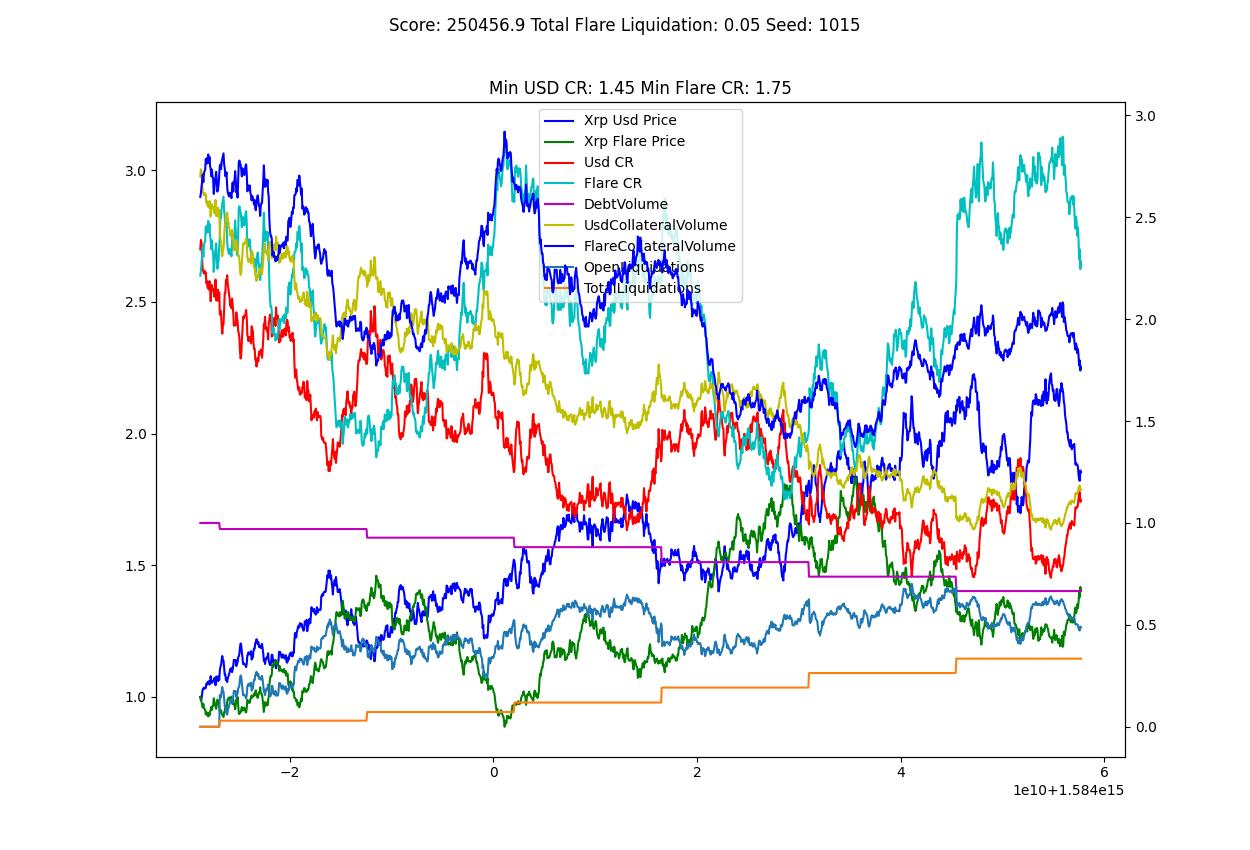 Score: 250456.9 Total Flare Liquidation: 0.05 Seed: 1015
Min USD CR: 1.45 Min Flare CR: 1.75
Xrp Usd Price
Xrp Flare Price
Usd CR
Flare CR
DebtVolume
UsdCollateralVolume
FlareCollateralVolume
OpenLiquidations
TotalLiquidations
3.0
2.5
2.0
1.5
1.0
3.0
2.5
2.0
1.5
1.0
0.5
0.0
−2 0 2 4 6
1e10+1.584e15